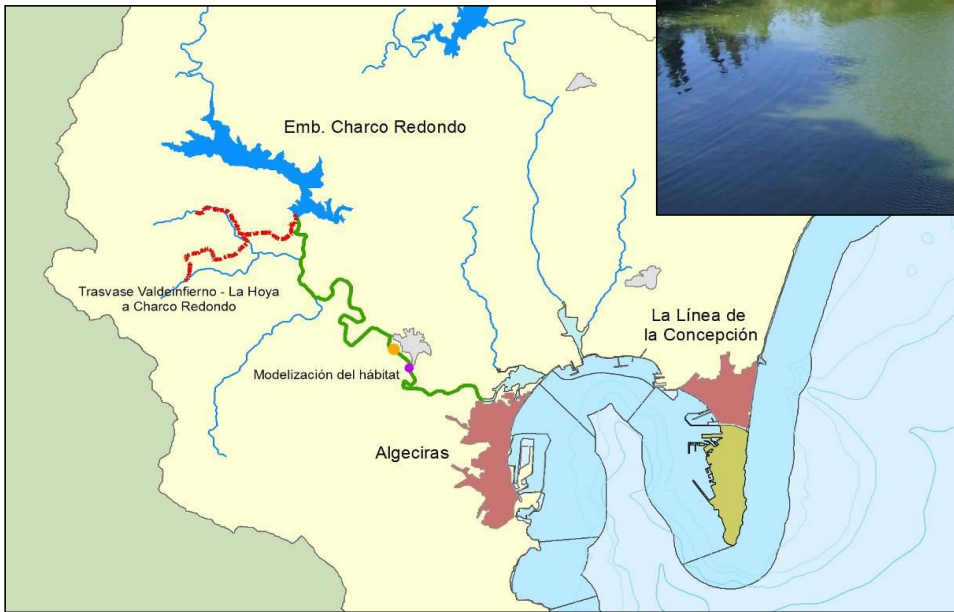 Emb. Charco Redondo
Trasvase Valdeinfierno - La Hoya
a Charco Redondo
La Línea de
la Concepción
Modelización del hábitat
Algeciras